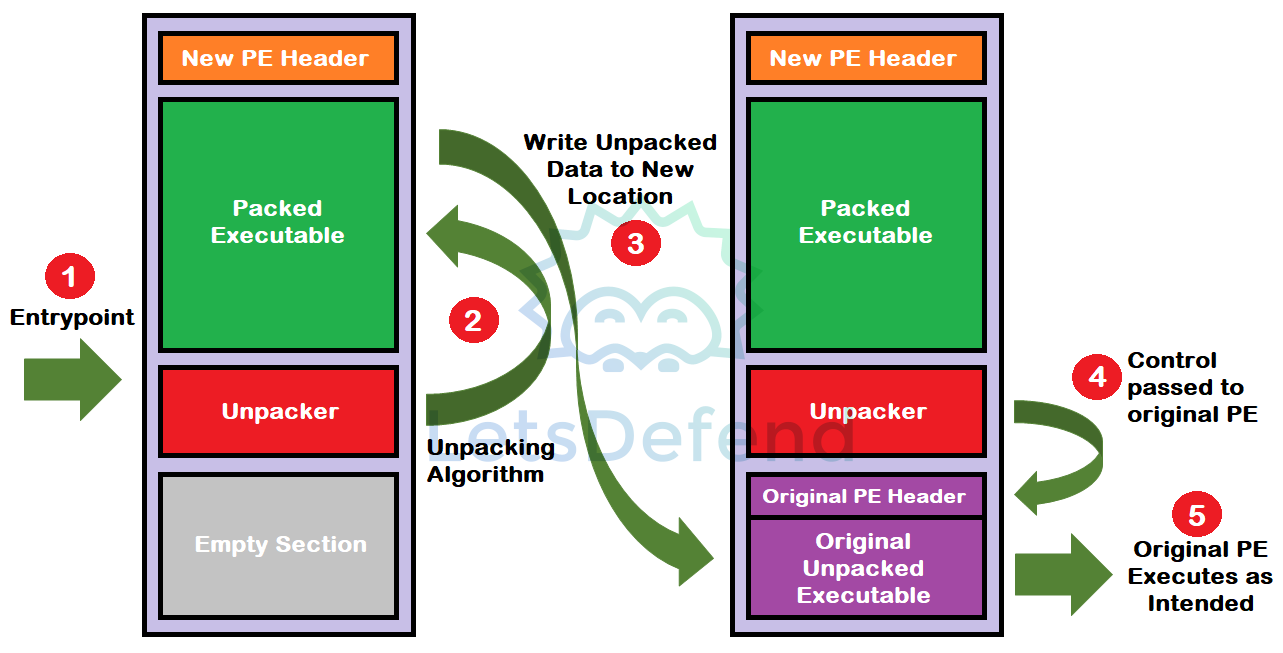 New PE Header
Packed
Executable
Unpacker
Empty Section
1
Entrypoint
2
Unpacking
Algorithm
Write Unpacked
Data to New
Location
3
LetsDefend
New PE Header
Packed
Executable
Unpacker
Original PE Header
Original
Unpacked
Executable
4
Control
passed to
original PE
5
Original PE
Executes as
Intended